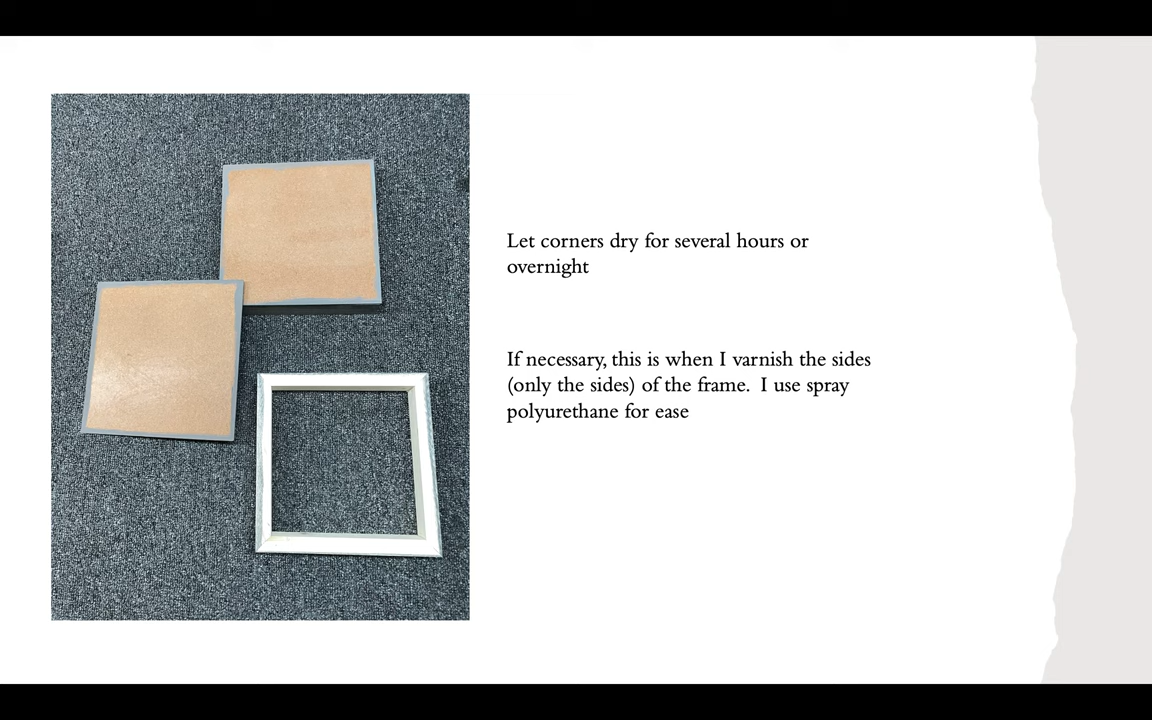 Let corners dry for several hours or
overnight
If necessary, this is when I varnish the sides
(only the sides) of the frame.  I use spray
polyurethane for ease